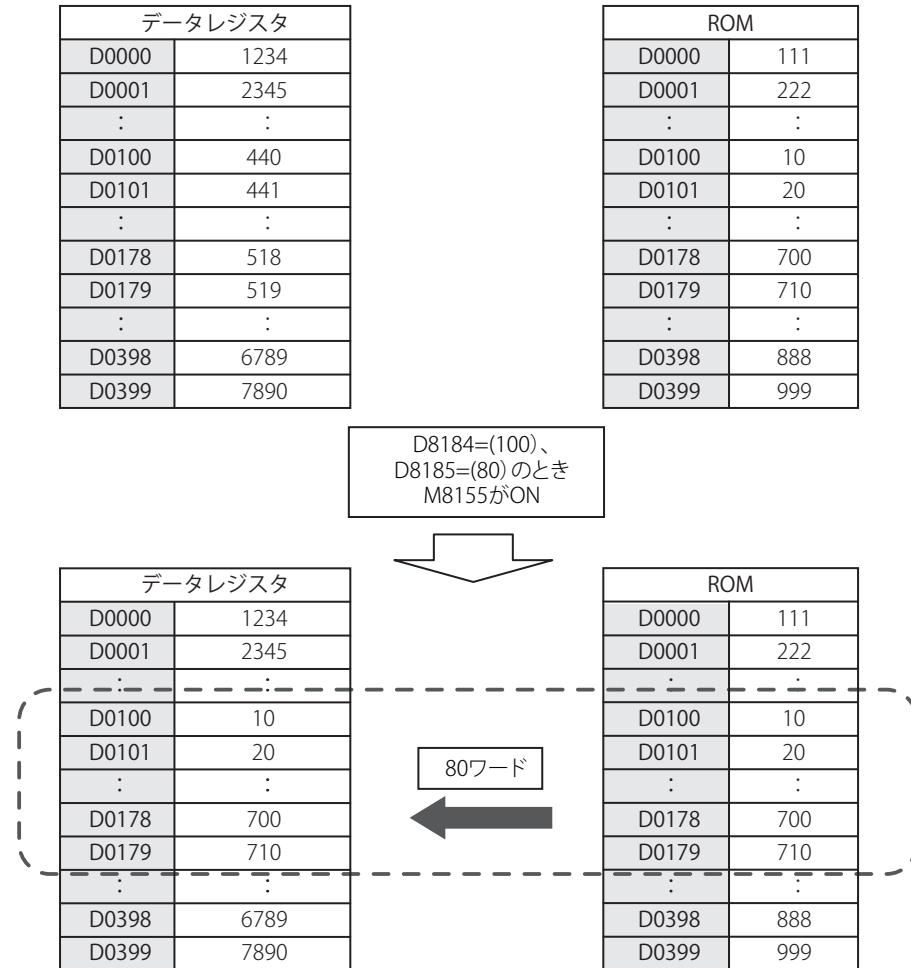 データレジスタ
D0000 1234
D0001 2345
: :
D0100 440
D0101 441
: :
D0178 518
D0179 519
: :
D0398 6789
D0399 7890
ROM
D0000 111
D0001 222
: :
D0100 10
D0101 20
: :
D0178 700
D0179 710
: :
D0398 888
D0399 999
D8184=(100)、
D8185=(80)のとき
M8155がON
データレジスタ
D0000 1234
D0001 2345
: :
D0100 10
D0101 20
: :
D0178 700
D0179 710
: :
D0398 6789
D0399 7890
80ワード
ROM
D0000 111
D0001 222
: :
D0100 10
D0101 20
: :
D0178 700
D0179 710
: :
D0398 888
D0399 999